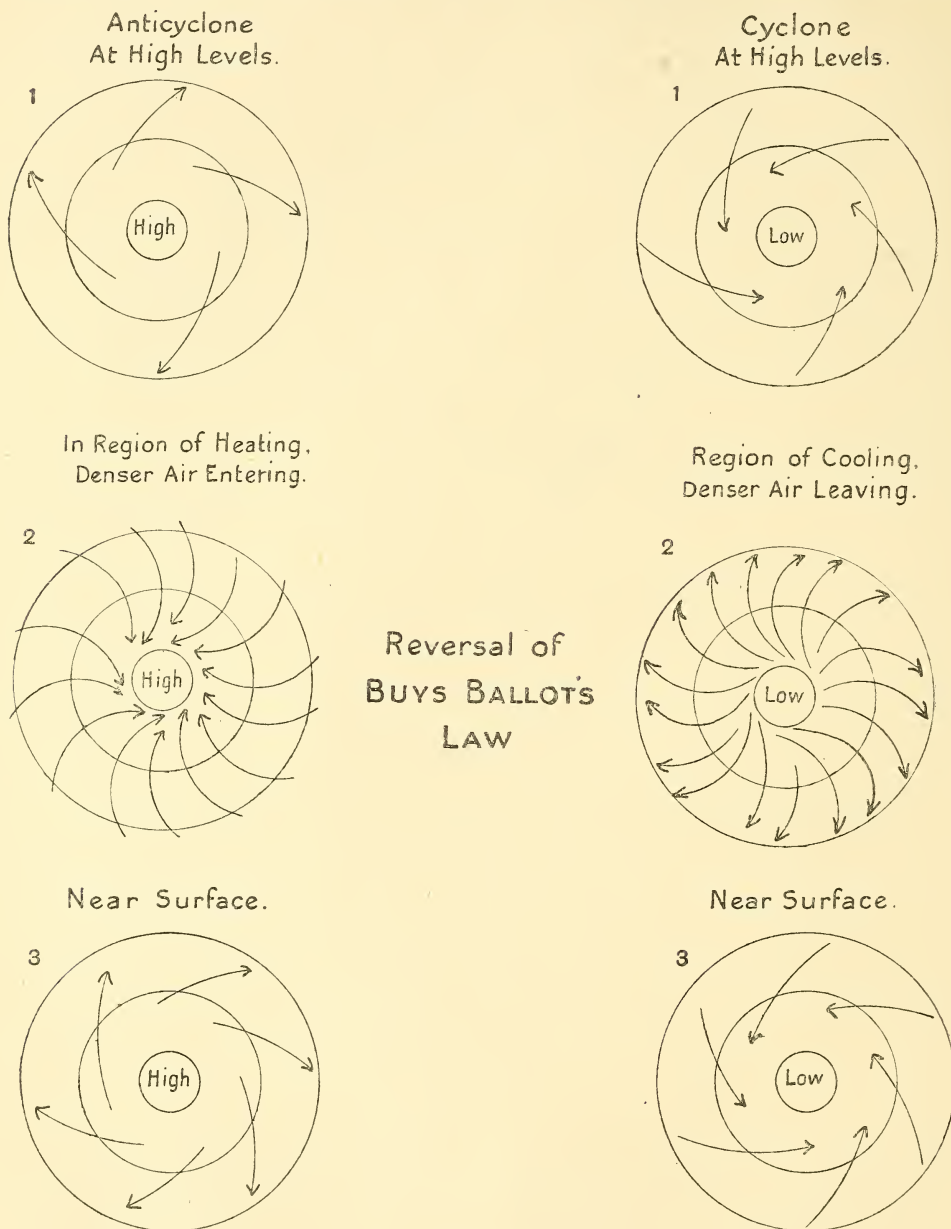 Anticyclone
At High Levels.
1
High
Cyclone
At High Levels.
1
Low
In Region of Heating,
Denser Air Entering.
2
High
Region of Cooling,
Denser Air Leaving.
2
Low
Reversal of
BUYS BALLOT'S
LAW
Near Surface.
3
High
Near Surface.
3
Low